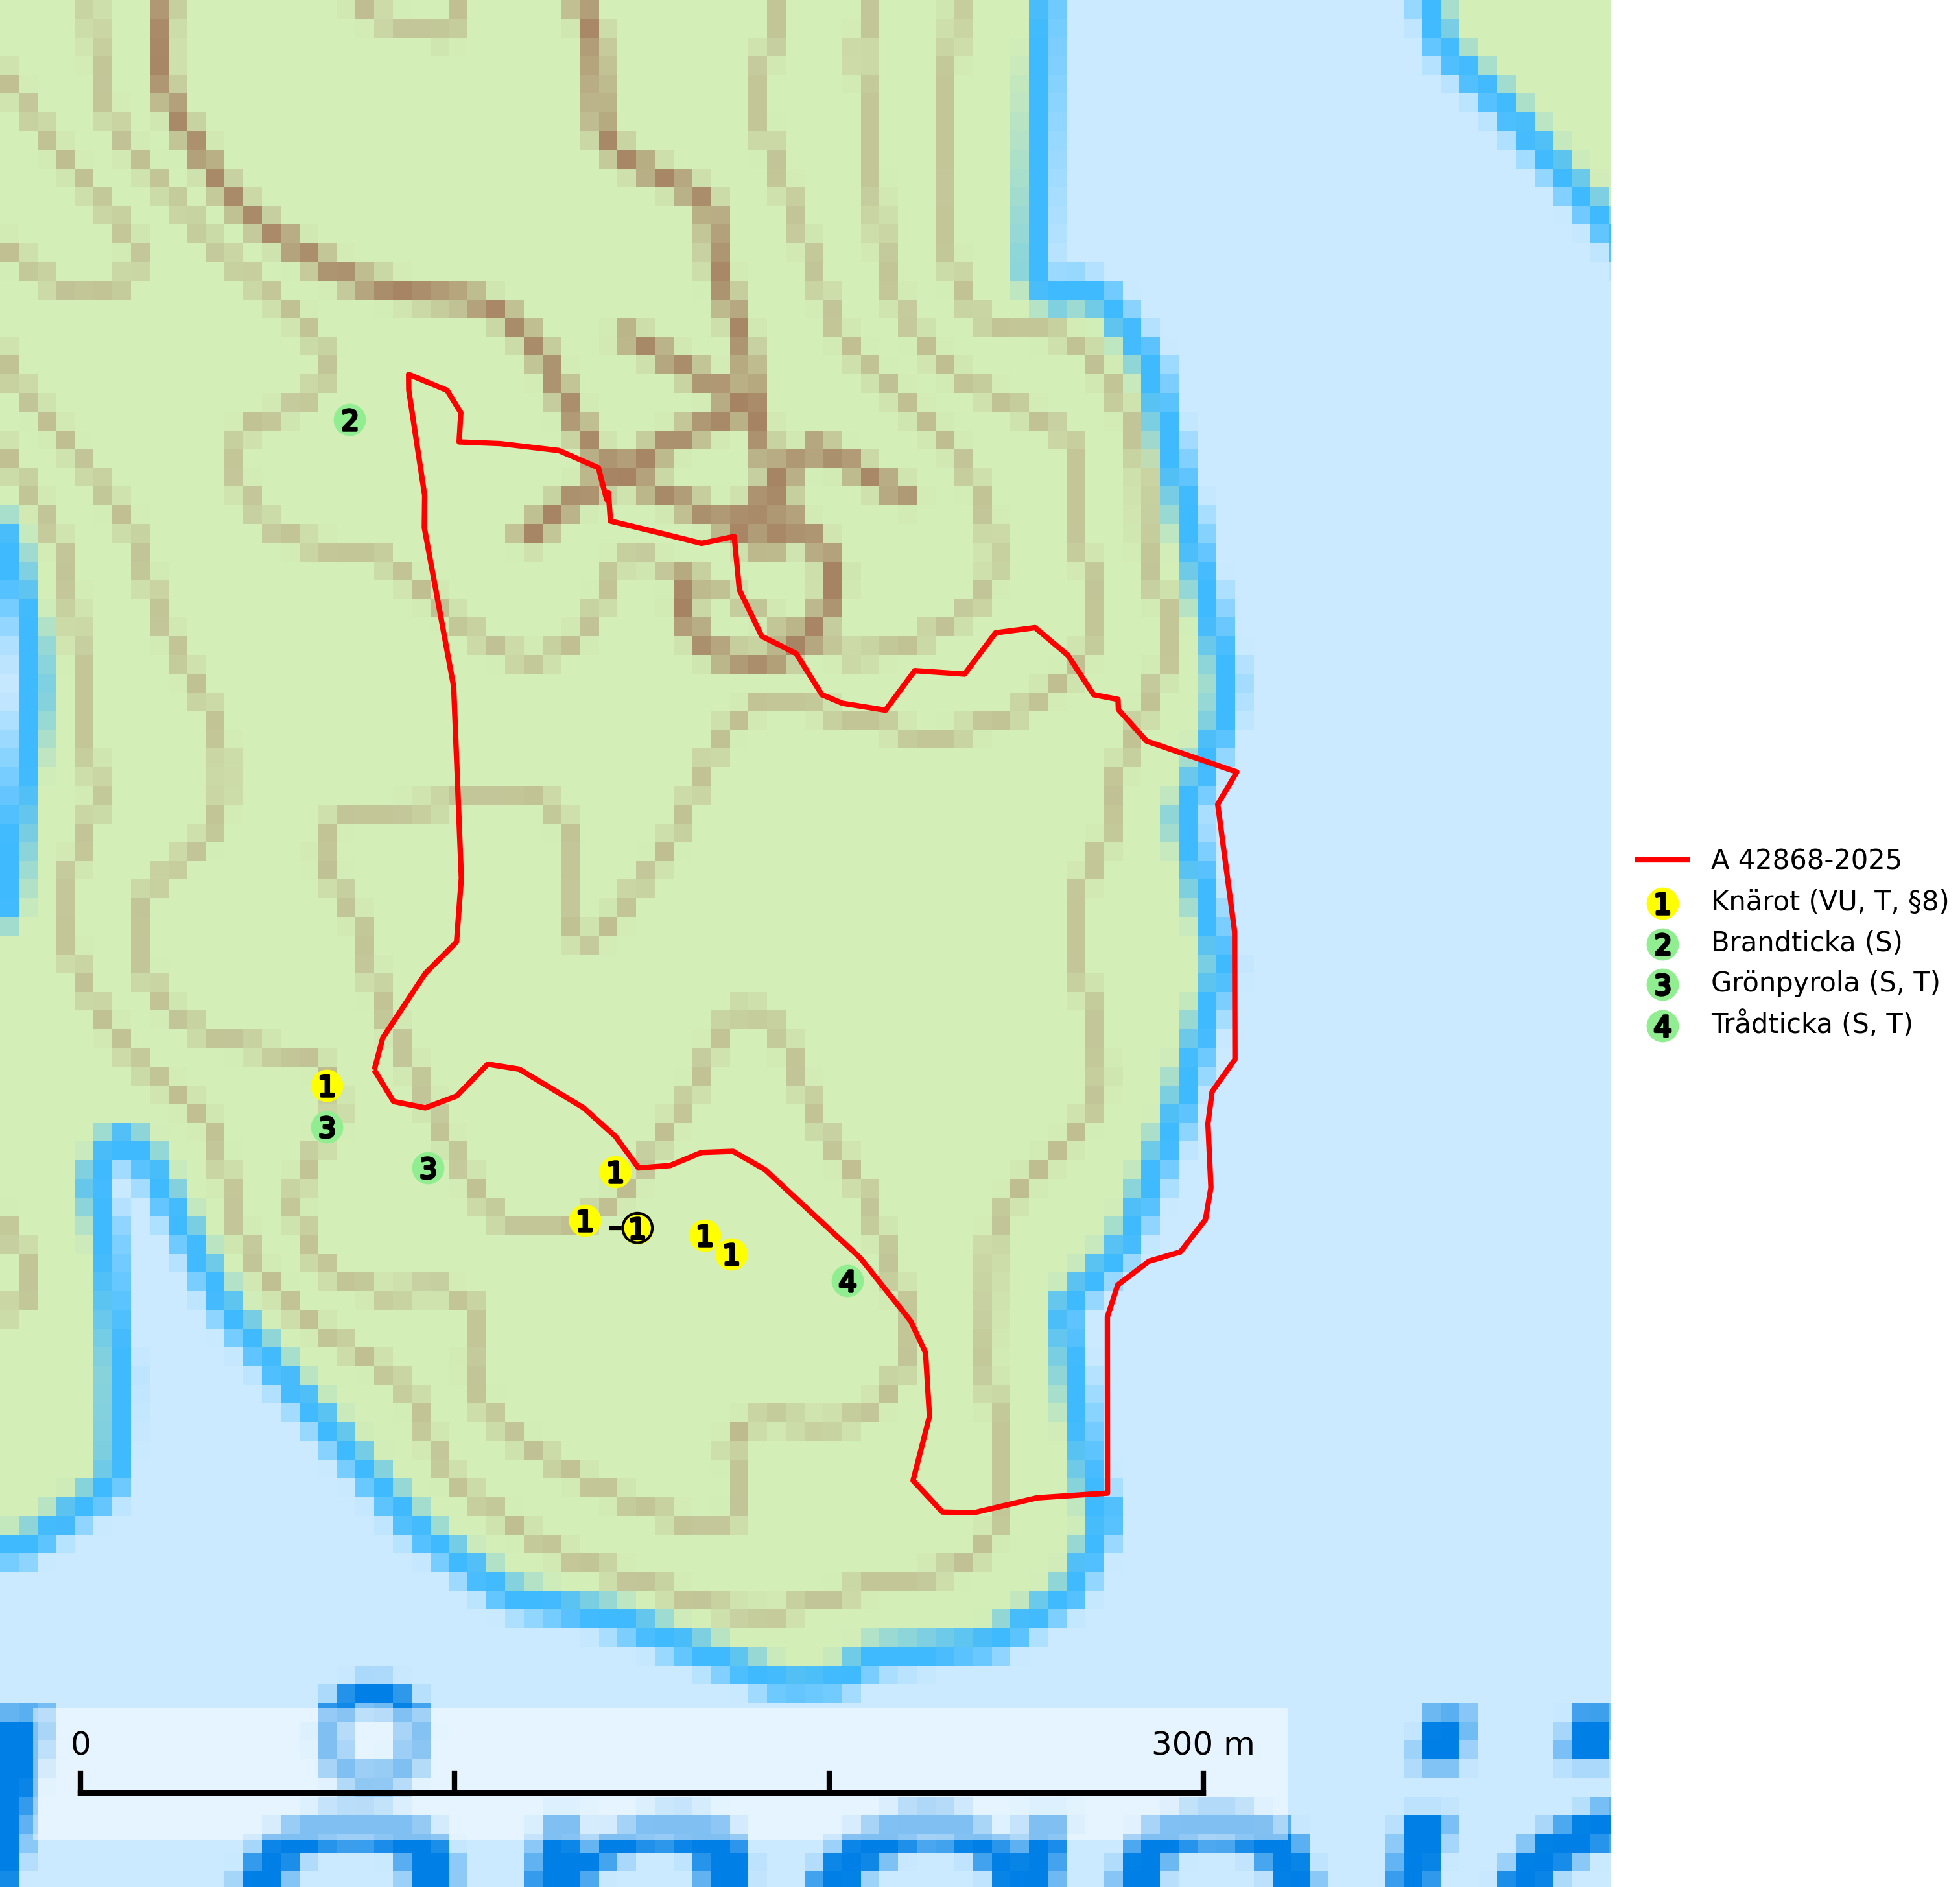 2
1
3
3
1
1
1
1
1
4
0
300 m
A 42868-2025
1 Knärot (VU, T, §8)
2 Brandticka (S)
3 Grönpyrola (S, T)
4 Trådticka (S, T)